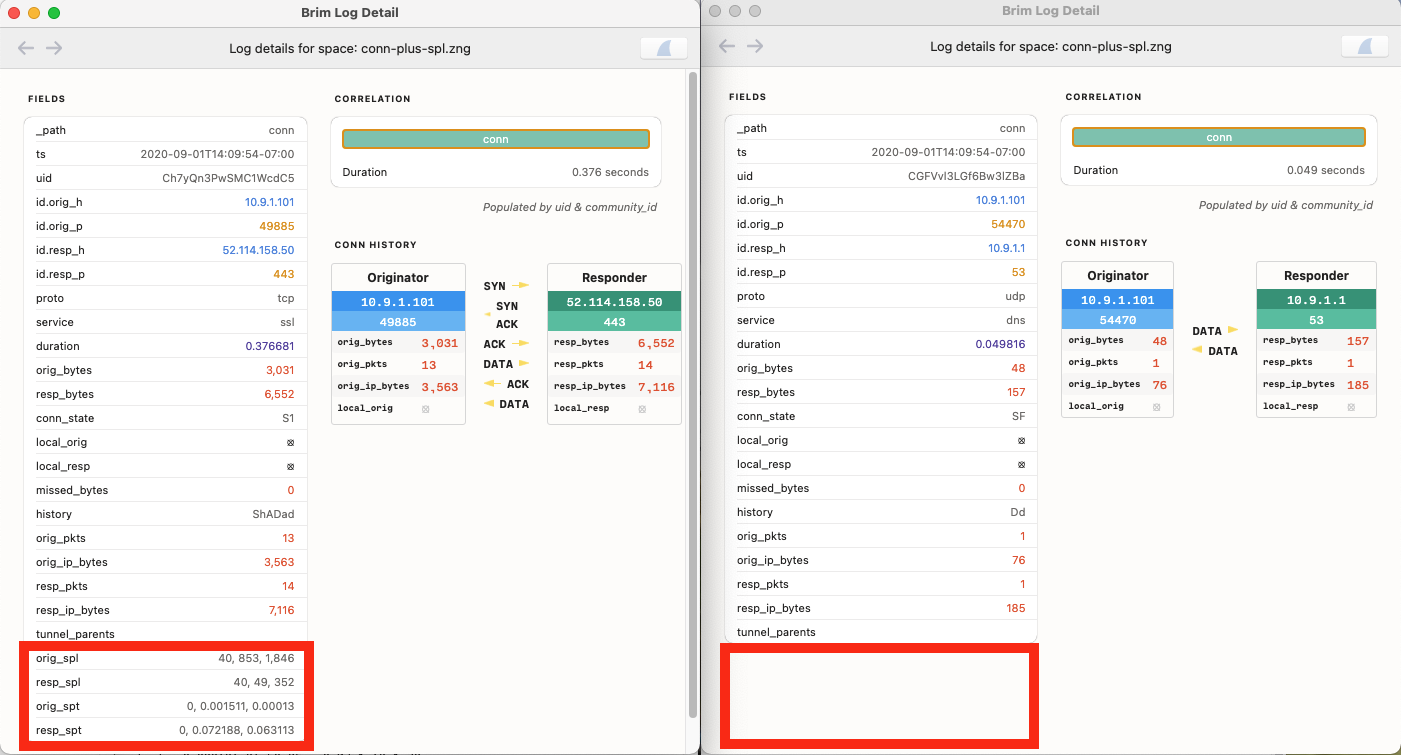 Brim Log Detail
Log details for space: conn-plus-spl.zng
FIELDS
_path conn
ts 2020-09-01T14:09:54-07:00
uid Ch7yQn3PwSMC1WcdC5
id.orig_h 10.9.1.101
id.orig_p 49885
id.resp_h 52.114.158.50
id.resp_p 443
proto tcp
service ssl
duration 0.376681
orig_bytes 3,031
resp_bytes 6,552
conn_state S1
local_orig
local_resp
missed_bytes 0
history ShADad
orig_pkts 13
orig_ip_bytes 3,563
resp_pkts 14
resp_ip_bytes 7,116
tunnel_parents
orig_spl 40, 853, 1,846
resp_spl 40, 49, 352
orig_spt 0, 0.001511, 0.00013
resp_spt 0, 0.072188, 0.063113
CORRELATION
conn
Duration 0.376 seconds
Populated by uid & community_id
CONN HISTORY
Originator
10.9.1.101
49885
orig_bytes 3,031
orig_pkts 13
orig_ip_bytes 3,563
local_orig
SYN
SYN
ACK
ACK
DATA
ACK
DATA
Responder
52.114.158.50
443
resp_bytes 6,552
resp_pkts 14
resp_ip_bytes 7,116
local_resp
Brim Log Detail
Log details for space: conn-plus-spl.zng
FIELDS
_path conn
ts 2020-09-01T14:09:54-07:00
uid CGFVvl3LGf6Bw3lZBa
id.orig_h 10.9.1.101
id.orig_p 54470
id.resp_h 10.9.1.1
id.resp_p 53
proto udp
service dns
duration 0.049816
orig_bytes 48
resp_bytes 157
conn_state SF
local_orig
local_resp
missed_bytes 0
history Dd
orig_pkts 1
orig_ip_bytes 76
resp_pkts 1
resp_ip_bytes 185
tunnel_parents
CORRELATION
conn
Duration 0.049 seconds
Populated by uid & community_id
CONN HISTORY
Originator
10.9.1.101
54470
orig_bytes 48
orig_pkts 1
orig_ip_bytes 76
local_orig
DATA
DATA
Responder
10.9.1.1
53
resp_bytes 157
resp_pkts 1
resp_ip_bytes 185
local_resp